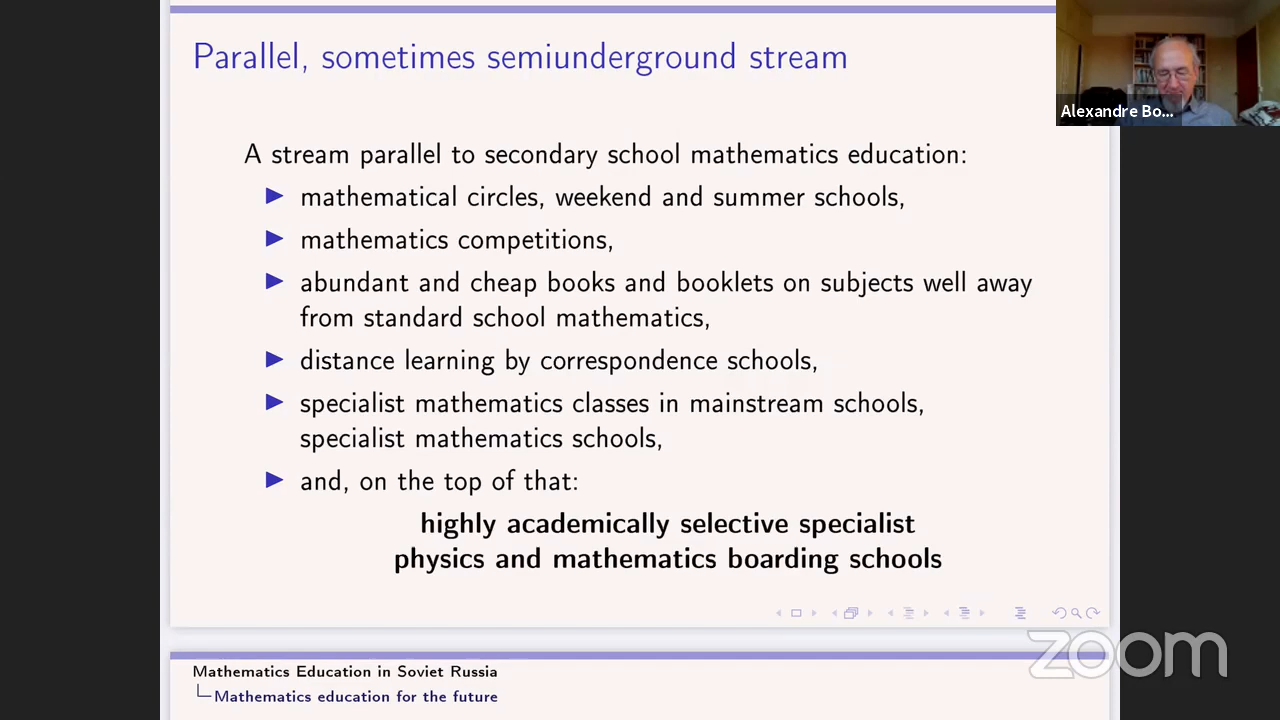 Parallel, sometimes semiunderground stream
Alexandre Bo...
A stream parallel to secondary school mathematics education:
mathematical circles, weekend and summer schools,
mathematics competitions,
abundant and cheap books and booklets on subjects well away
from standard school mathematics,
distance learning by correspondence schools,
specialist mathematics classes in mainstream schools,
specialist mathematics schools,
and, on the top of that:
highly academically selective specialist
physics and mathematics boarding schools
zoom
Mathematics Education in Soviet Russia
Mathematics education for the future